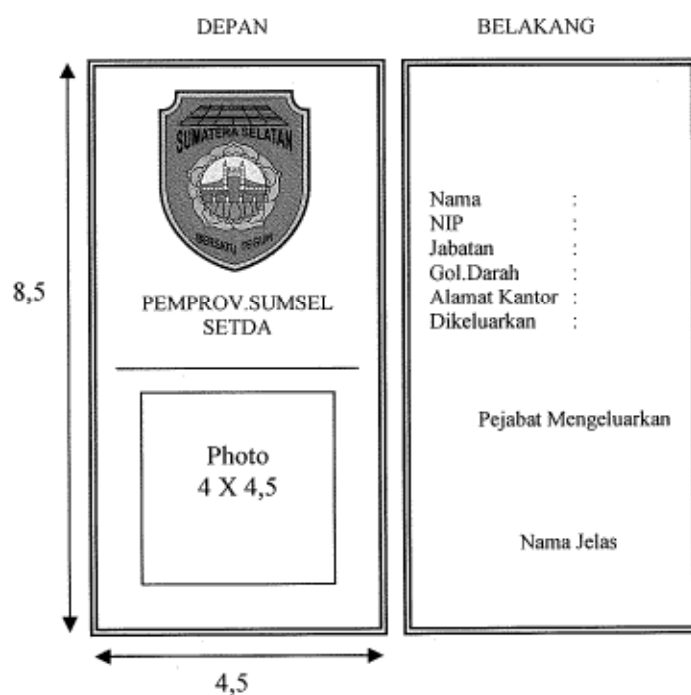 DEPAN
SUMATERA SELATAN
BERSATU TEGUH
PEMPROV.SUMSEL
SETDA
Photo
4 X 4,5
8,5
4,5
BELAKANG
Nama :
NIP :
Jabatan :
Gol.Darah :
Alamat Kantor :
Dikeluarkan :
Pejabat Mengeluarkan
Nama Jelas